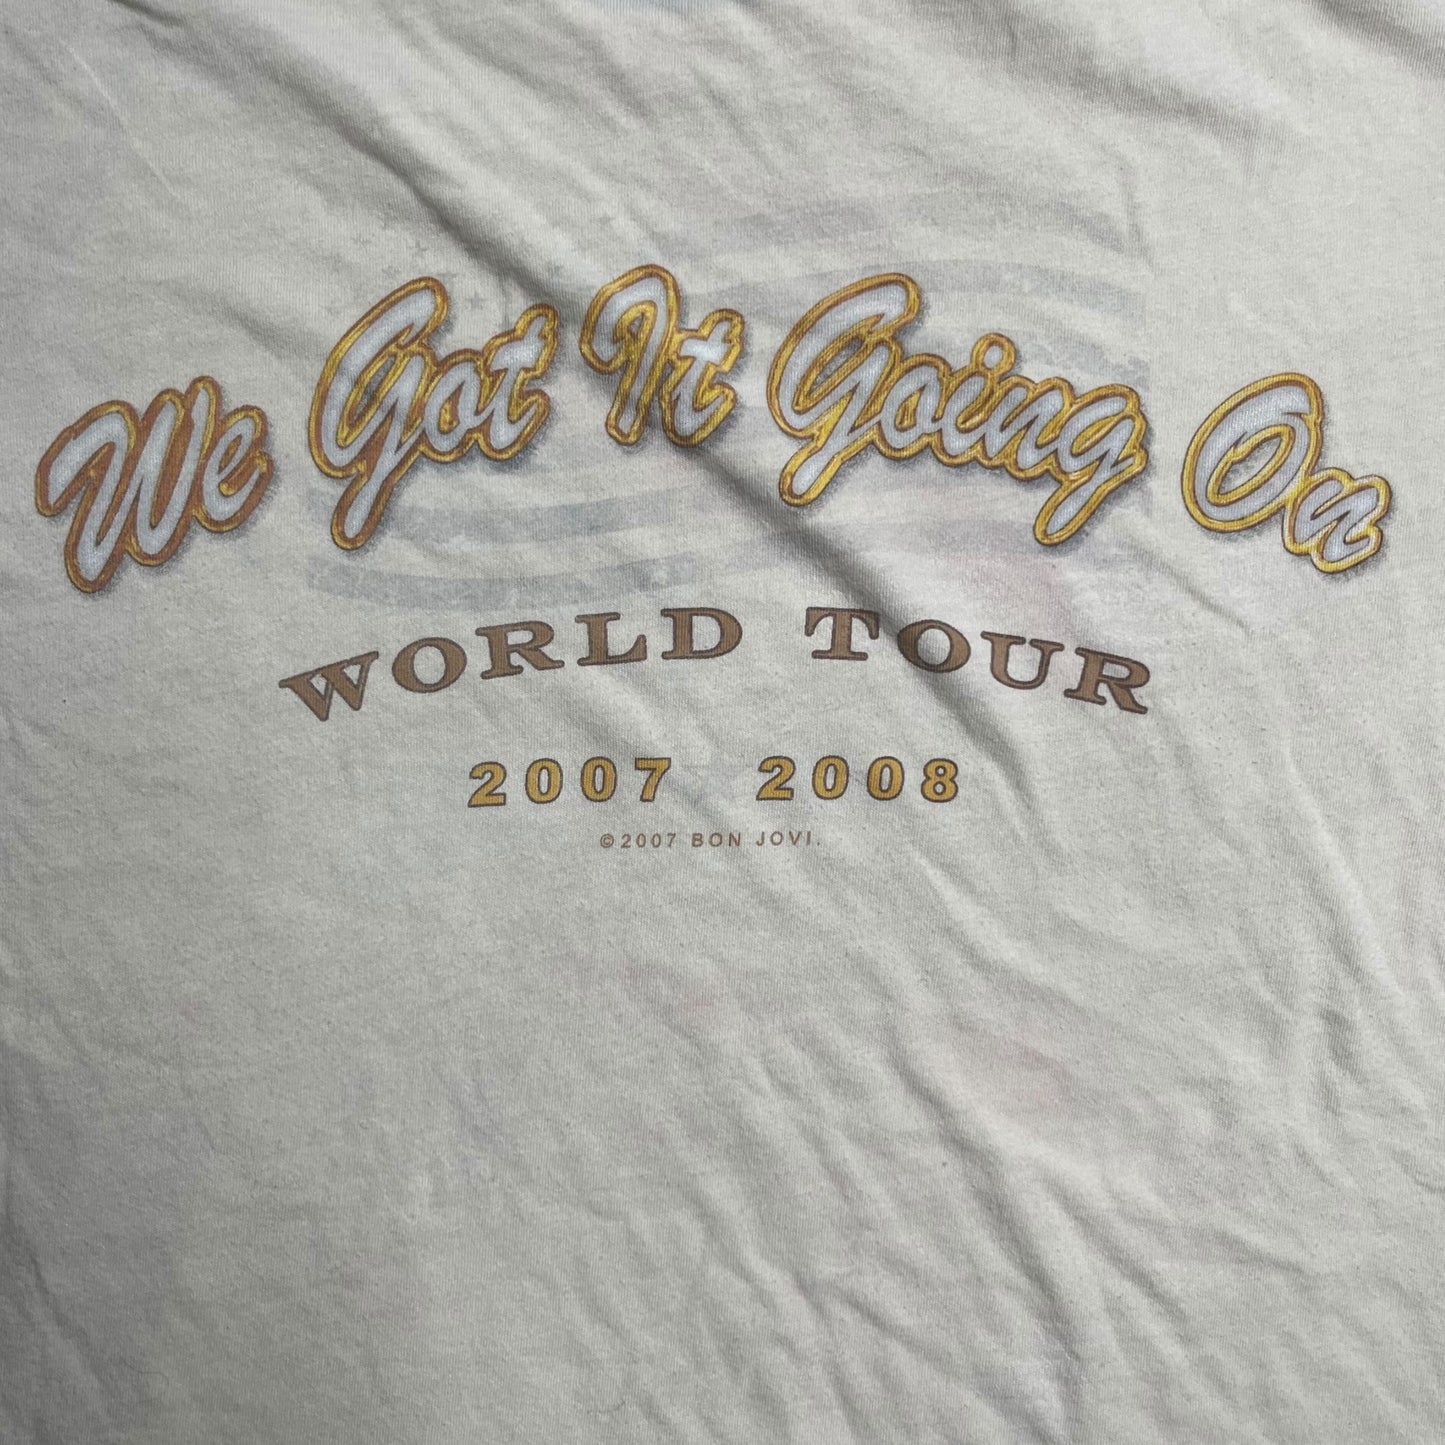 We Got It Going On
WORLD TOUR
2007 2008
©2007 BON JOVI.